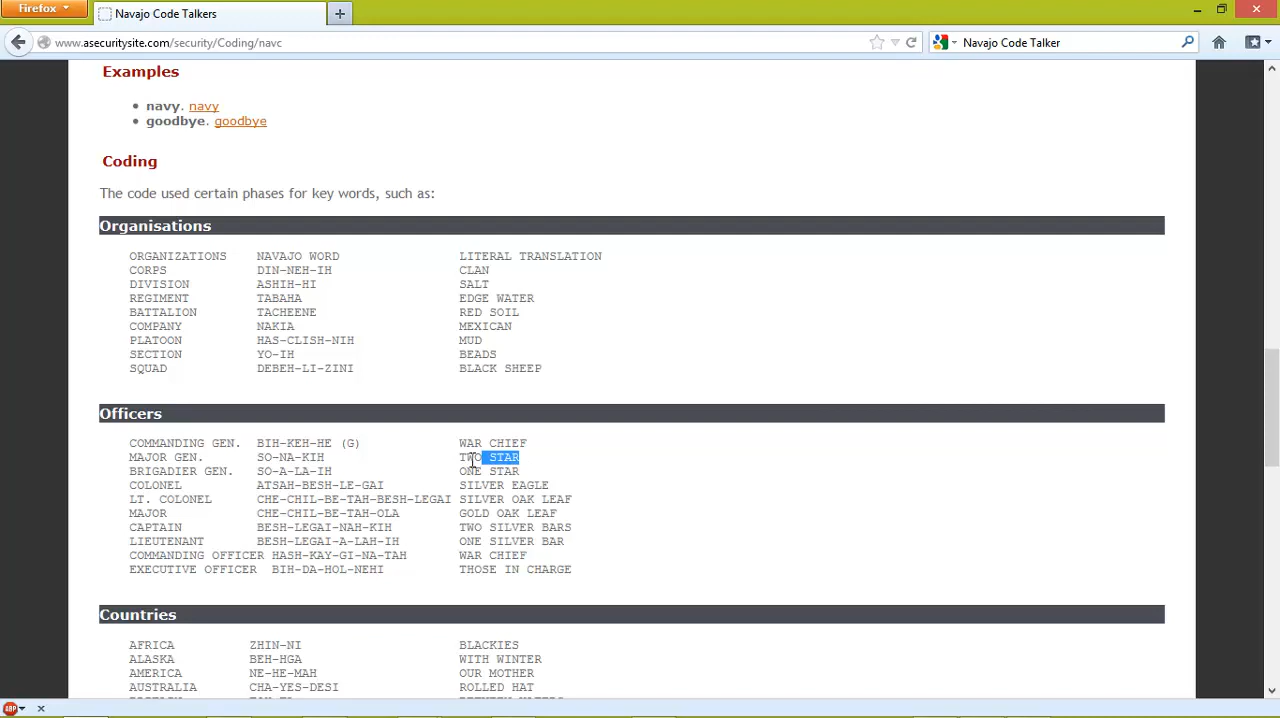 Firefox
Navajo Code Talkers
www.asecuritysite.com/security/Coding/navc
Navajo Code Talker
Examples
navy. navy
goodbye. goodbye
Coding
The code used certain phases for key words, such as:
Organisations
ORGANIZATIONS NAVAJO WORD LITERAL TRANSLATION
CORPS DIN-NEH-IH CLAN
DIVISION ASHIH-HI SALT
REGIMENT TABAHA EDGE WATER
BATTALION TACHEENE RED SOIL
COMPANY NAKIA MEXICAN
PLATOON HAS-CLISH-NIH MUD
SECTION YO-IH BEADS
SQUAD DEBEH-LI-ZINI BLACK SHEEP
Officers
COMMANDING GEN. BIH-KEH-HE (G) WAR CHIEF
MAJOR GEN. SO-NA-KIH TWO STAR
BRIGADIER GEN. SO-A-LA-IH ONE STAR
COLONEL ATSAH-BESH-LE-GAI SILVER EAGLE
LT. COLONEL CHE-CHIL-BE-TAH-BESH-LEGAI SILVER OAK LEAF
MAJOR CHE-CHIL-BE-TAH-OLA GOLD OAK LEAF
CAPTAIN BESH-LEGAI-NAH-KIH TWO SILVER BARS
LIEUTENANT BESH-LEGAI-A-LAH-IH ONE SILVER BAR
COMMANDING OFFICER HASH-KAY-GI-NA-TAH WAR CHIEF
EXECUTIVE OFFICER BIH-DA-HOL-NEHI THOSE IN CHARGE
Countries
AFRICA ZHIN-NI BLACKIES
ALASKA BEH-HGA WITH WINTER
AMERICA NE-HE-MAH OUR MOTHER
AUSTRALIA CHA-YES-DESI ROLLED HAT
ABP